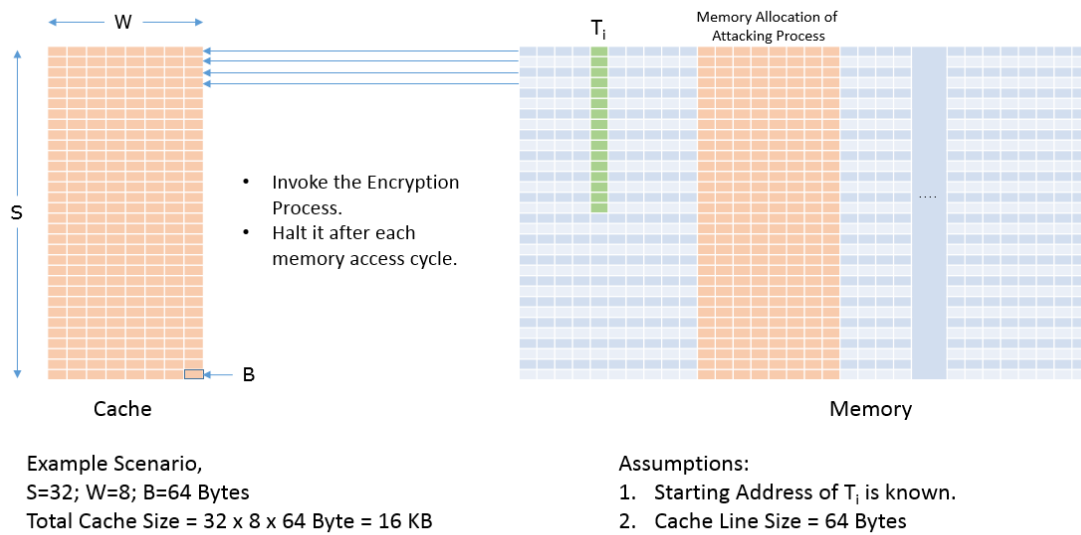 W
T_i
Memory Allocation of
Attacking Process
S
• Invoke the Encryption
Process.
• Halt it after each
memory access cycle.
....
B
Cache
Memory
Example Scenario,
S=32; W=8; B=64 Bytes
Total Cache Size = 32 x 8 x 64 Byte = 16 KB
Assumptions:
1. Starting Address of T_i is known.
2. Cache Line Size = 64 Bytes